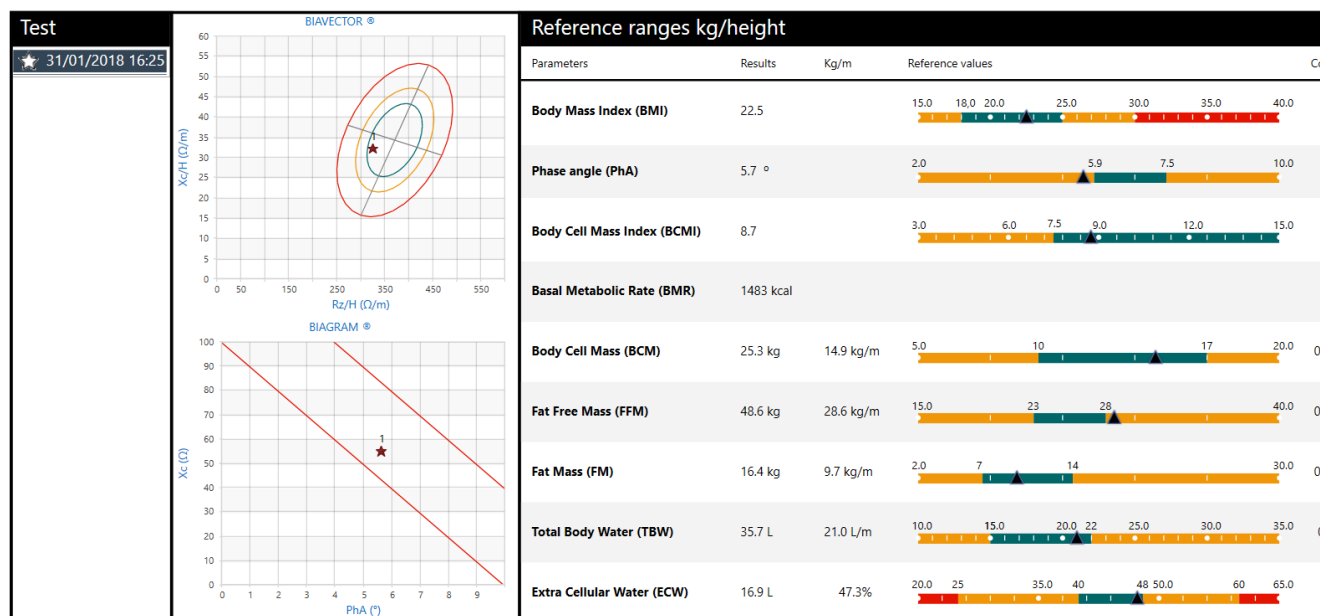 Test
31/01/2018 16:25
BIAVECTOR ®
60
55
50
45
40
35
30
25
20
15
10
5
0
Xc/H (Ω/m)
1
0 50 150 250 350 450 550
Rz/H (Ω/m)
BIAGRAM ®
100
90
80
70
60
50
40
30
20
10
0
Xc (Ω)
1
0 1 2 3 4 5 6 7 8 9
PhA (°)
Reference ranges kg/height
Parameters Results Kg/m Reference values
Body Mass Index (BMI) 22.5 15.0 18,0 20.0 25.0 30.0 35.0 40.0
Phase angle (PhA) 5.7 º 2.0 5.9 7.5 10.0
Body Cell Mass Index (BCMI) 8.7 3.0 6.0 7.5 9.0 12.0 15.0
Basal Metabolic Rate (BMR) 1483 kcal
Body Cell Mass (BCM) 25.3 kg 14.9 kg/m 5.0 10 17 20.0
Fat Free Mass (FFM) 48.6 kg 28.6 kg/m 15.0 23 28 40.0
Fat Mass (FM) 16.4 kg 9.7 kg/m 2.0 7 14 30.0
Total Body Water (TBW) 35.7 L 21.0 L/m 10.0 15.0 20.0 22 25.0 30.0 35.0
Extra Cellular Water (ECW) 16.9 L 47.3% 20.0 25 35.0 40 48 50.0 60 65.0